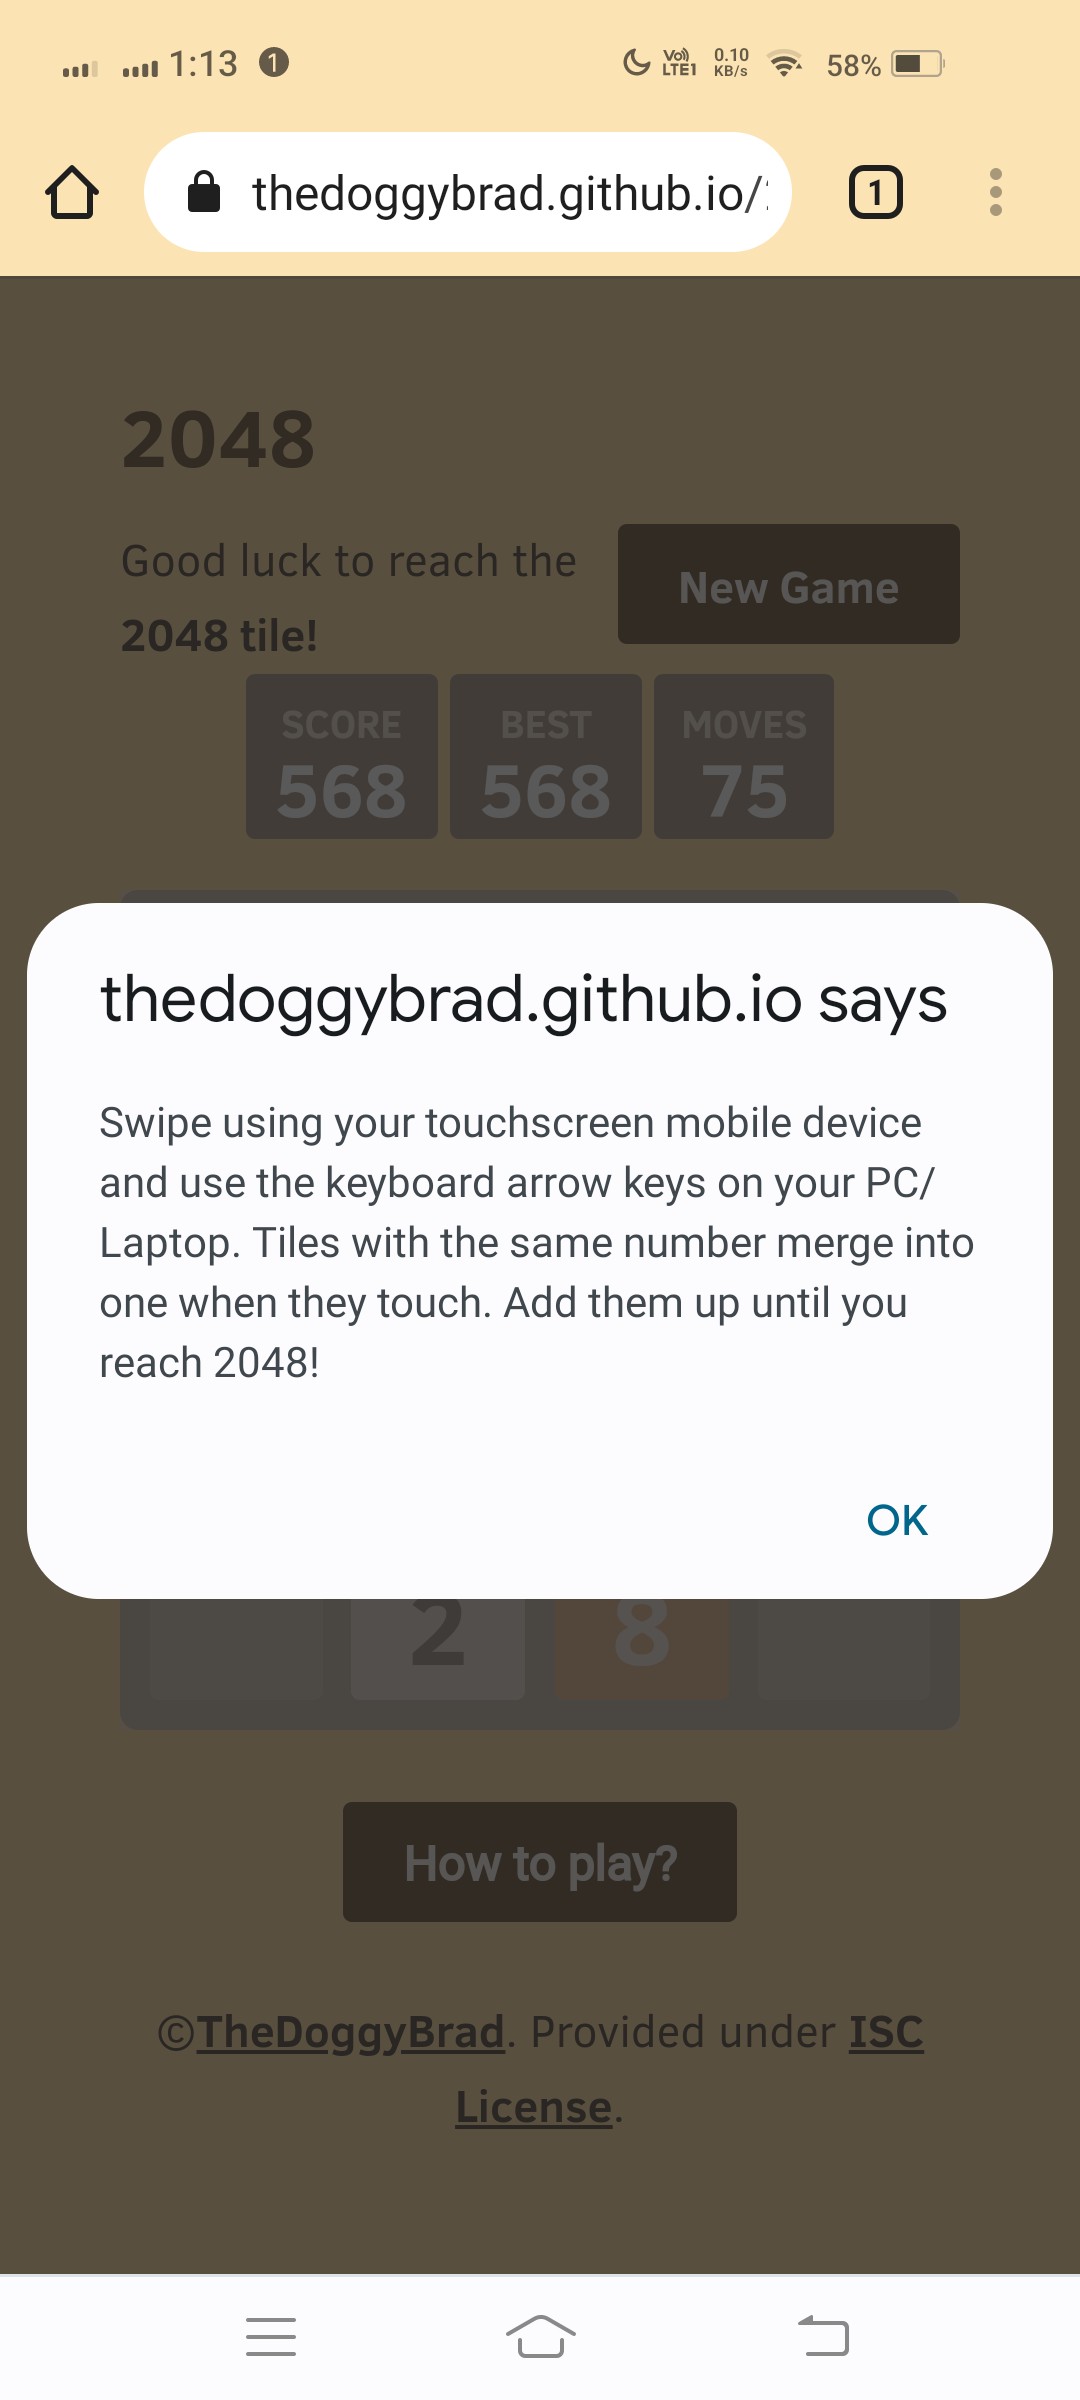 1:13 1 Vo) LTE1 0.10 KB/s 58%
thedoggybrad.github.io/ 1
2048
Good luck to reach the
2048 tile!
New Game
SCORE BEST MOVES
568 568 75
thedoggybrad.github.io says
Swipe using your touchscreen mobile device
and use the keyboard arrow keys on your PC/
Laptop. Tiles with the same number merge into
one when they touch. Add them up until you
reach 2048!
OK
2 8
How to play?
©TheDoggyBrad. Provided under ISC
License.